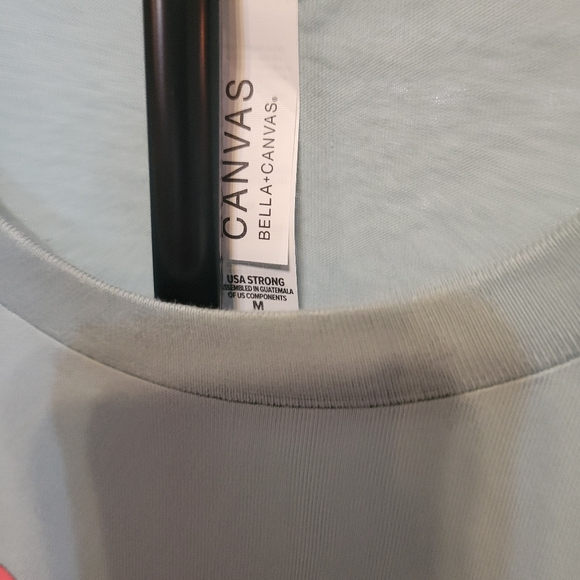 CANVAS
BELLA+CANVAS®
USA STRONG
ASSEMBLED IN GUATEMALA
OF US COMPONENTS
M